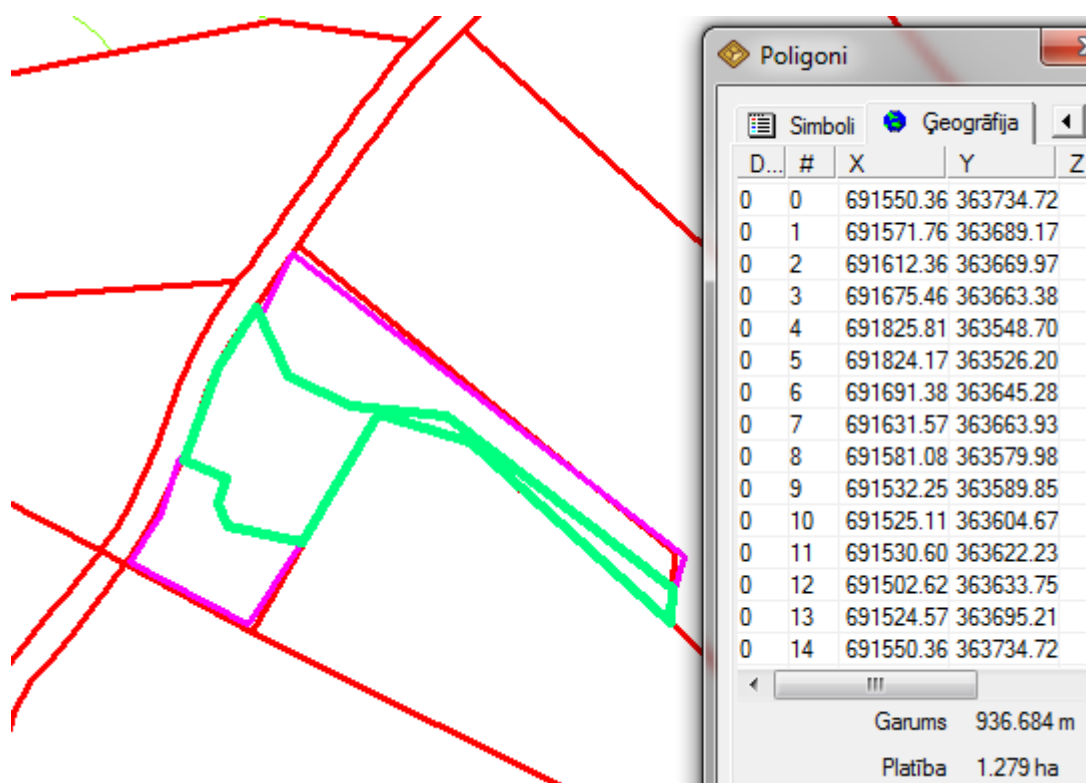 Poligoni
Simboli Ģeogrāfija
D... # X Y Z
0 0 691550.36 363734.72
0 1 691571.76 363689.17
0 2 691612.36 363669.97
0 3 691675.46 363663.38
0 4 691825.81 363548.70
0 5 691824.17 363526.20
0 6 691691.38 363645.28
0 7 691631.57 363663.93
0 8 691581.08 363579.98
0 9 691532.25 363589.85
0 10 691525.11 363604.67
0 11 691530.60 363622.23
0 12 691502.62 363633.75
0 13 691524.57 363695.21
0 14 691550.36 363734.72
Garums 936.684 m
Platība 1.279 ha